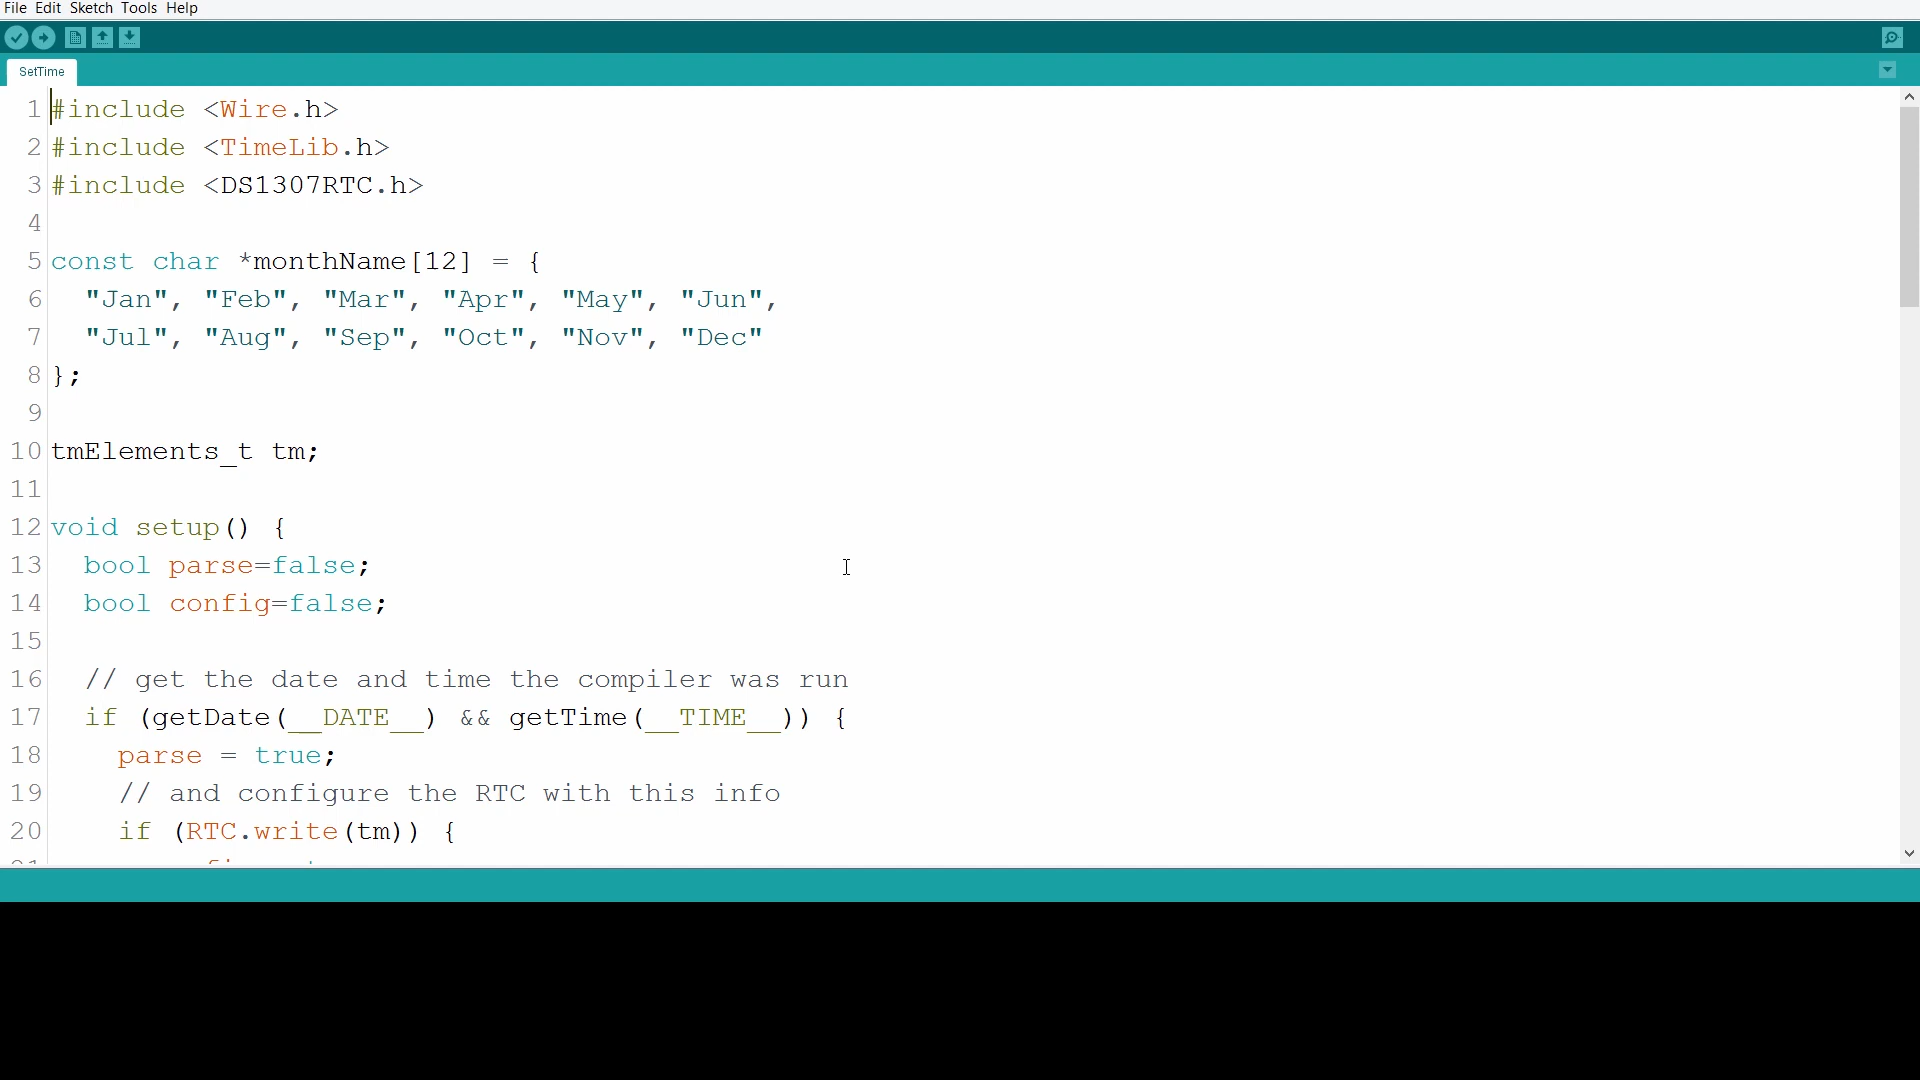 File Edit Sketch Tools Help
SetTime
1 #include <Wire.h>
2 #include <TimeLib.h>
3 #include <DS1307RTC.h>
4
5 const char *monthName[12] = {
6   "Jan", "Feb", "Mar", "Apr", "May", "Jun",
7   "Jul", "Aug", "Sep", "Oct", "Nov", "Dec"
8 };
9
10 tmElements_t tm;
11
12 void setup() {
13   bool parse=false;
14   bool config=false;
15
16   // get the date and time the compiler was run
17   if (getDate(__DATE__) && getTime(__TIME__)) {
18     parse = true;
19     // and configure the RTC with this info
20     if (RTC.write(tm)) {